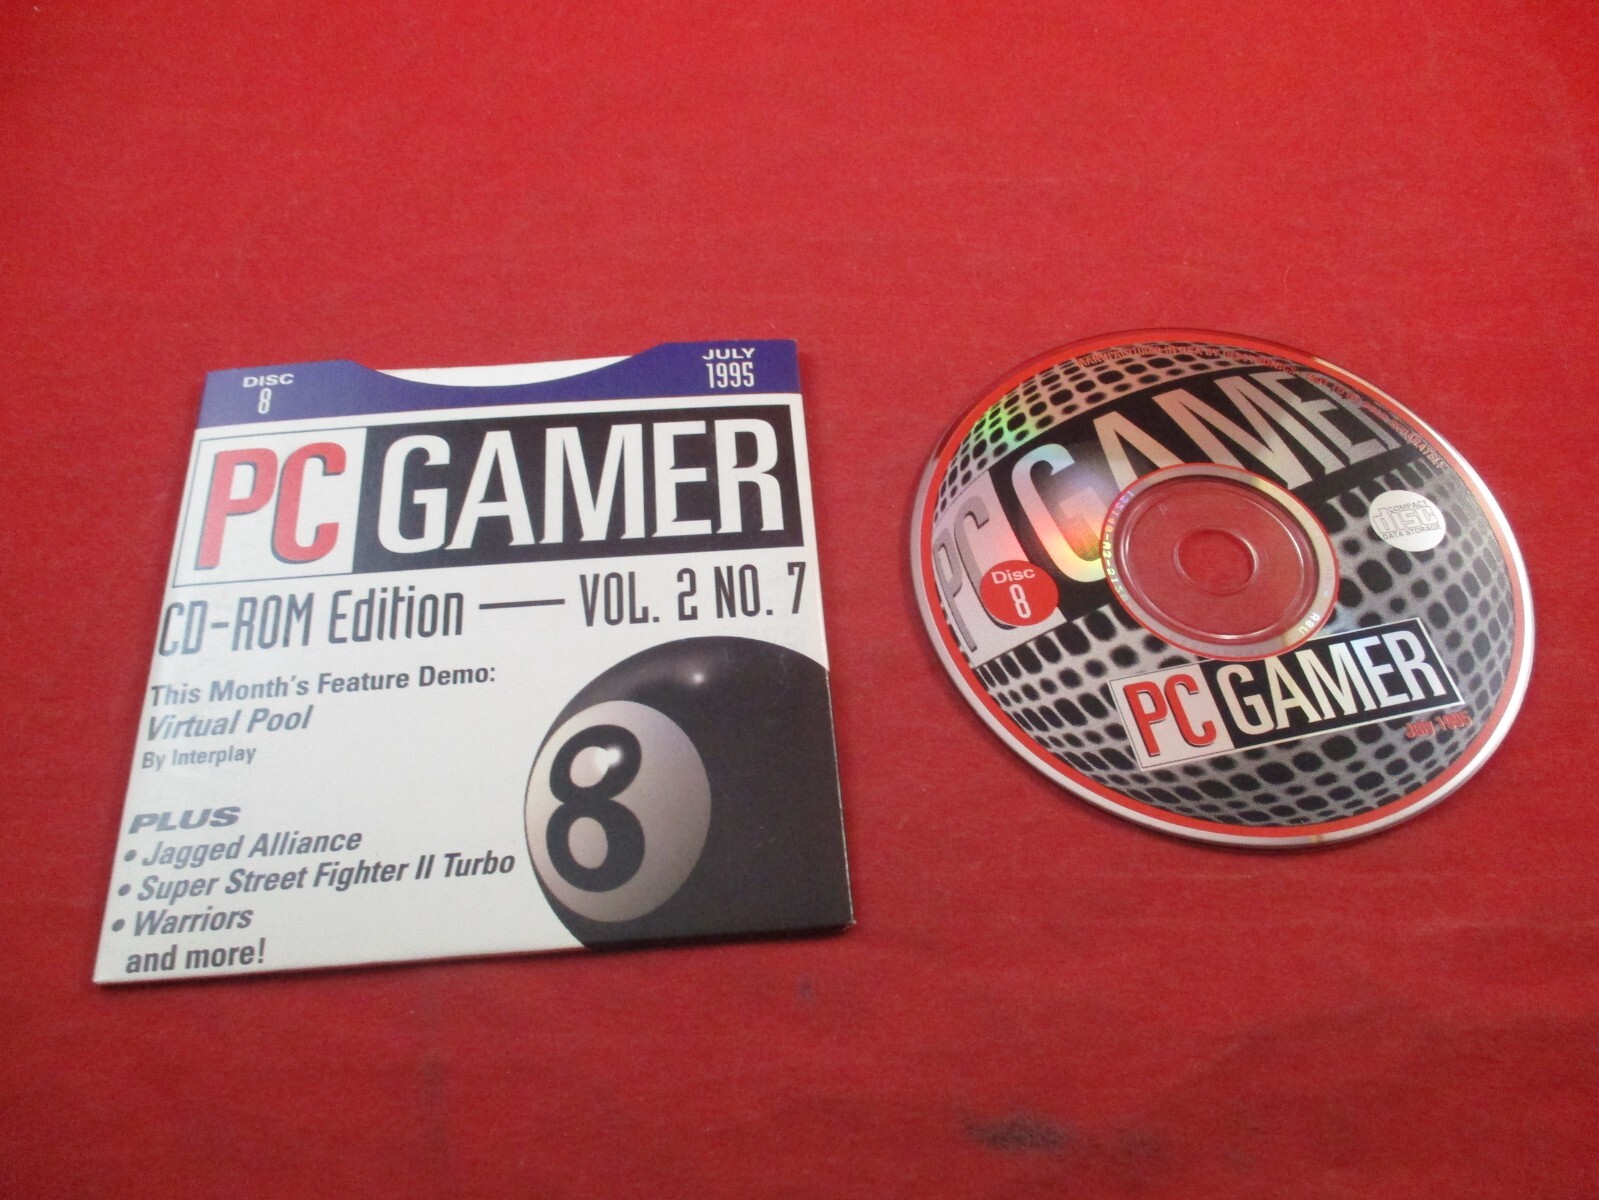 DISC
8
JULY
1995
PC GAMER
CD-ROM Edition — VOL. 2 NO. 7
This Month's Feature Demo:
Virtual Pool
By Interplay
PLUS
• Jagged Alliance
• Super Street Fighter II Turbo
• Warriors
and more!
8
PC GAMER
Disc
8
COMPACT
disc
DATA STORAGE
PC GAMER
July 1995